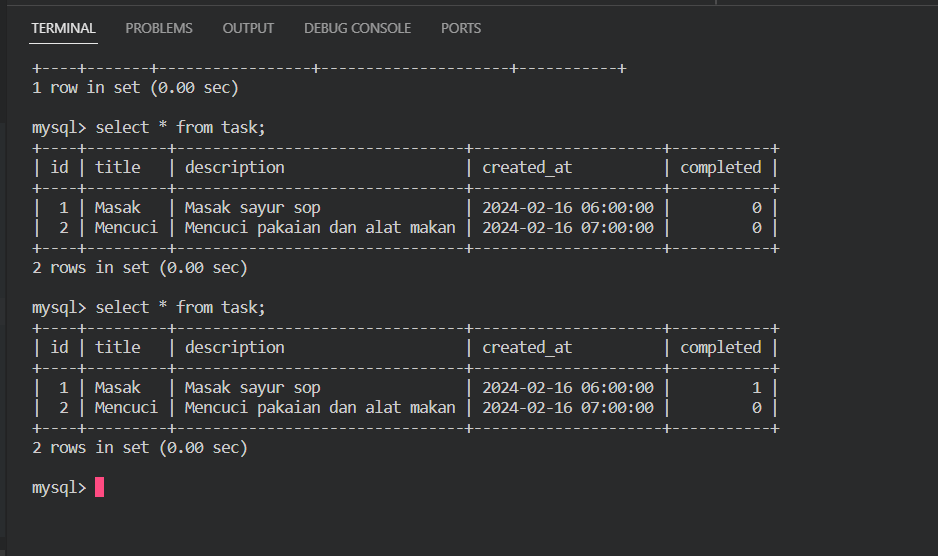 TERMINAL PROBLEMS OUTPUT DEBUG CONSOLE PORTS
+----+-------+-----------------+---------------------+-----------+
1 row in set (0.00 sec)
mysql> select * from task;
+----+---------+--------------------------------+---------------------+-----------+
| id | title   | description                    | created_at          | completed |
+----+---------+--------------------------------+---------------------+-----------+
|  1 | Masak   | Masak sayur sop                | 2024-02-16 06:00:00 |         0 |
|  2 | Mencuci | Mencuci pakaian dan alat makan | 2024-02-16 07:00:00 |         0 |
+----+---------+--------------------------------+---------------------+-----------+
2 rows in set (0.00 sec)
mysql> select * from task;
+----+---------+--------------------------------+---------------------+-----------+
| id | title   | description                    | created_at          | completed |
+----+---------+--------------------------------+---------------------+-----------+
|  1 | Masak   | Masak sayur sop                | 2024-02-16 06:00:00 |         1 |
|  2 | Mencuci | Mencuci pakaian dan alat makan | 2024-02-16 07:00:00 |         0 |
+----+---------+--------------------------------+---------------------+-----------+
2 rows in set (0.00 sec)
mysql>